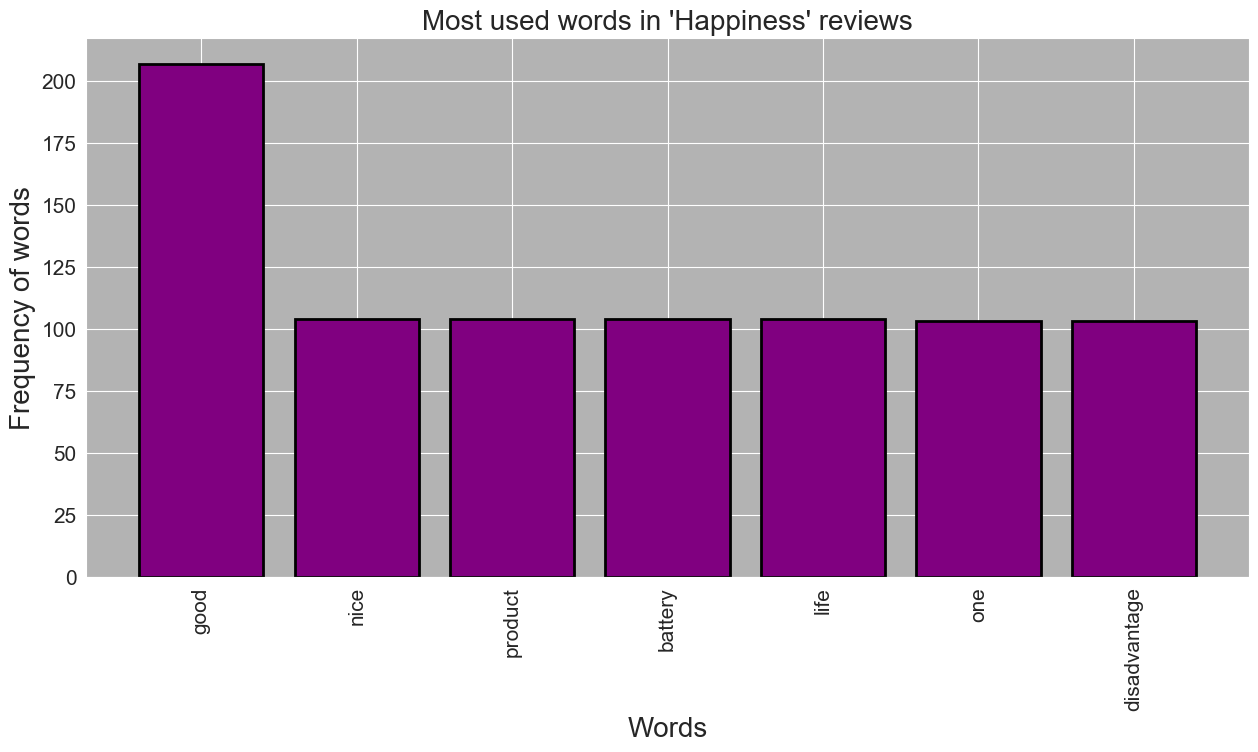 Most used words in 'Happiness' reviews
Frequency of words
200
175
150
125
100
75
50
25
0
good
nice
product
battery
life
one
disadvantage
Words